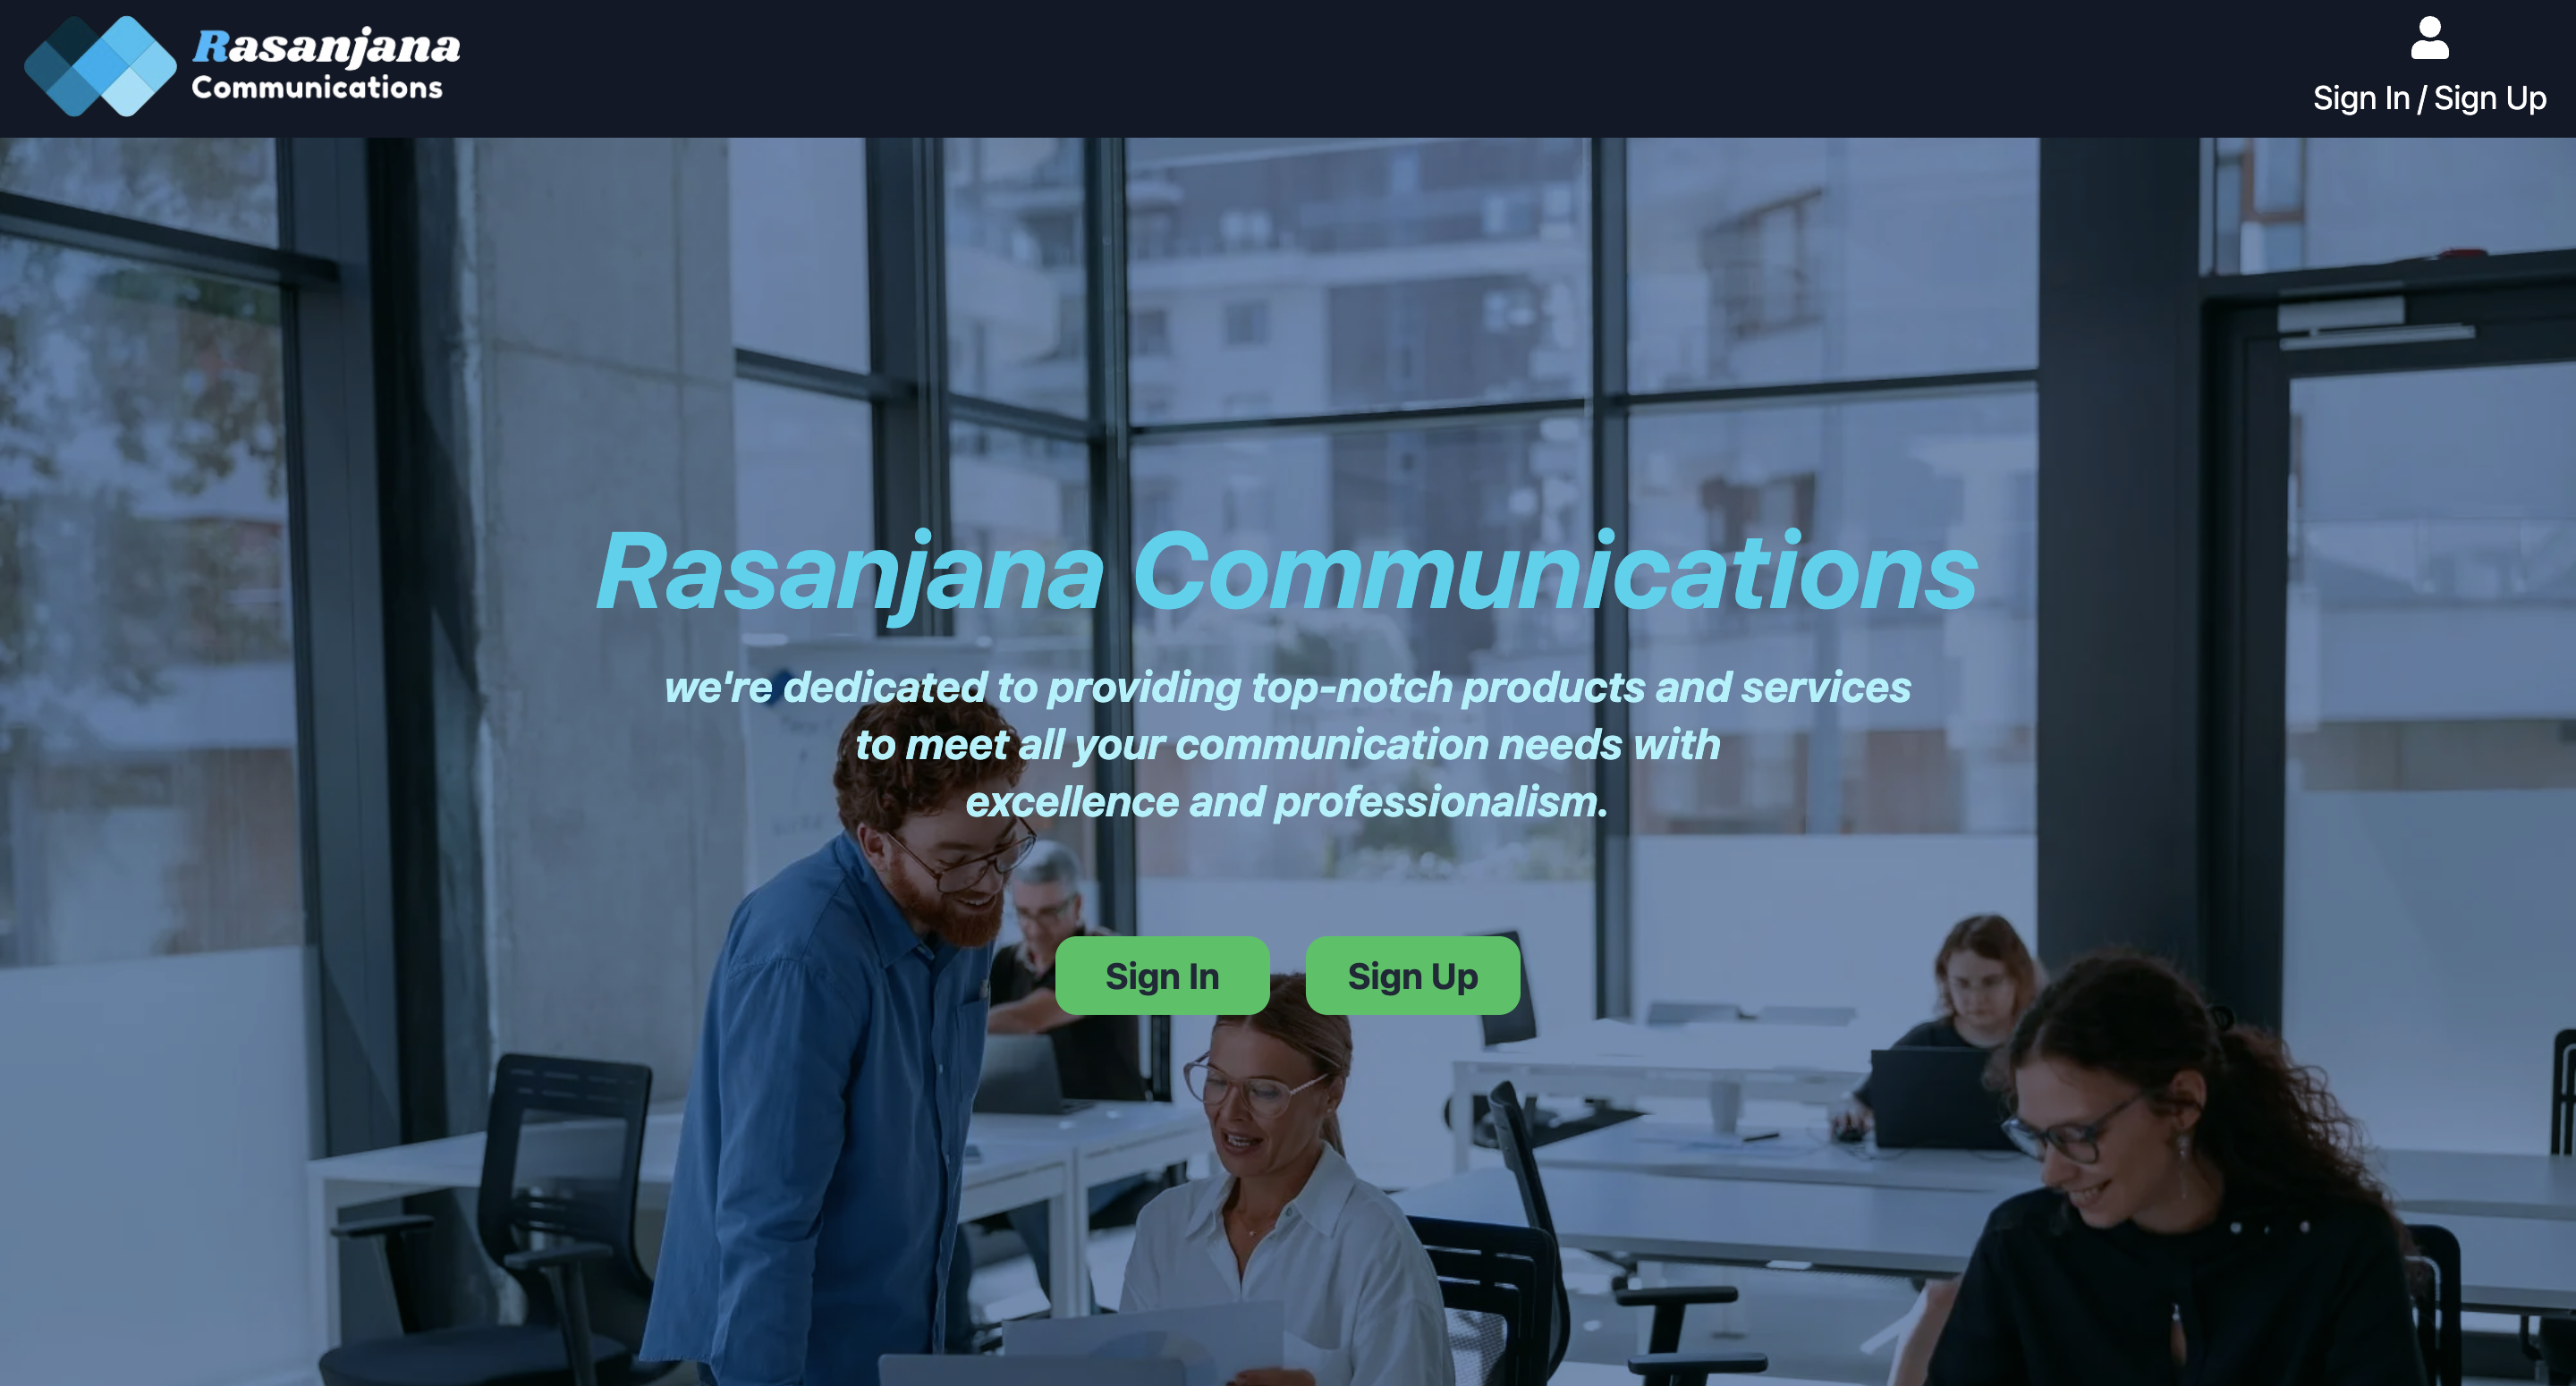 Rasanjana
Communications
Sign In / Sign Up
Rasanjana Communications
we're dedicated to providing top-notch products and services
to meet all your communication needs with
excellence and professionalism.
Sign In
Sign Up